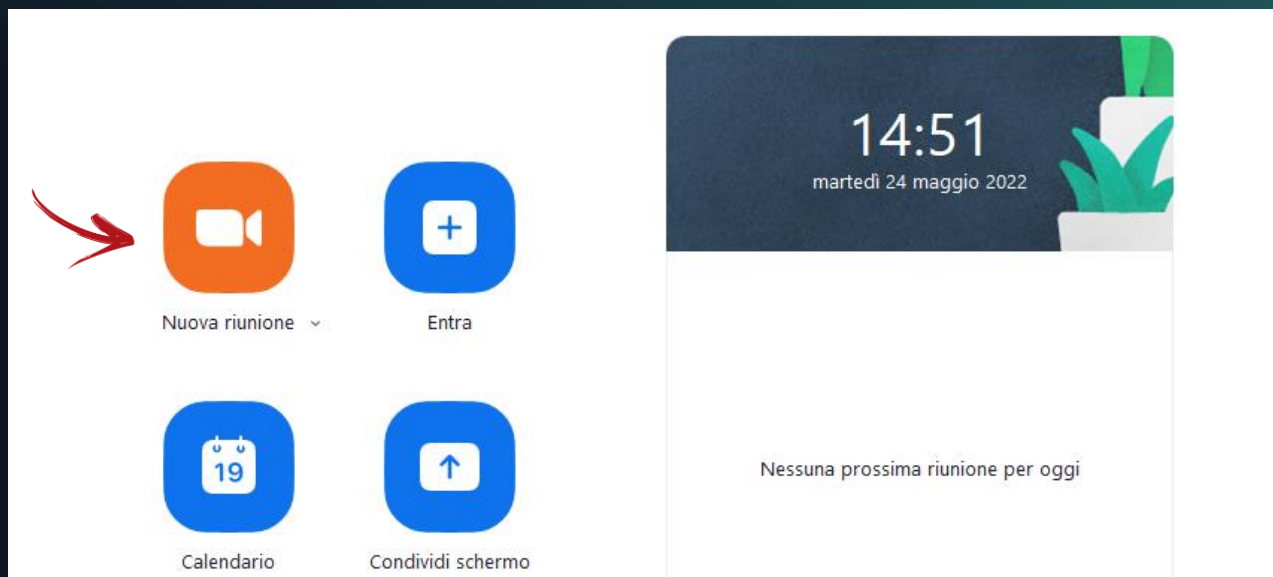 14:51
martedì 24 maggio 2022
Nuova riunione
Entra
19
Calendario
Condividi schermo
Nessuna prossima riunione per oggi